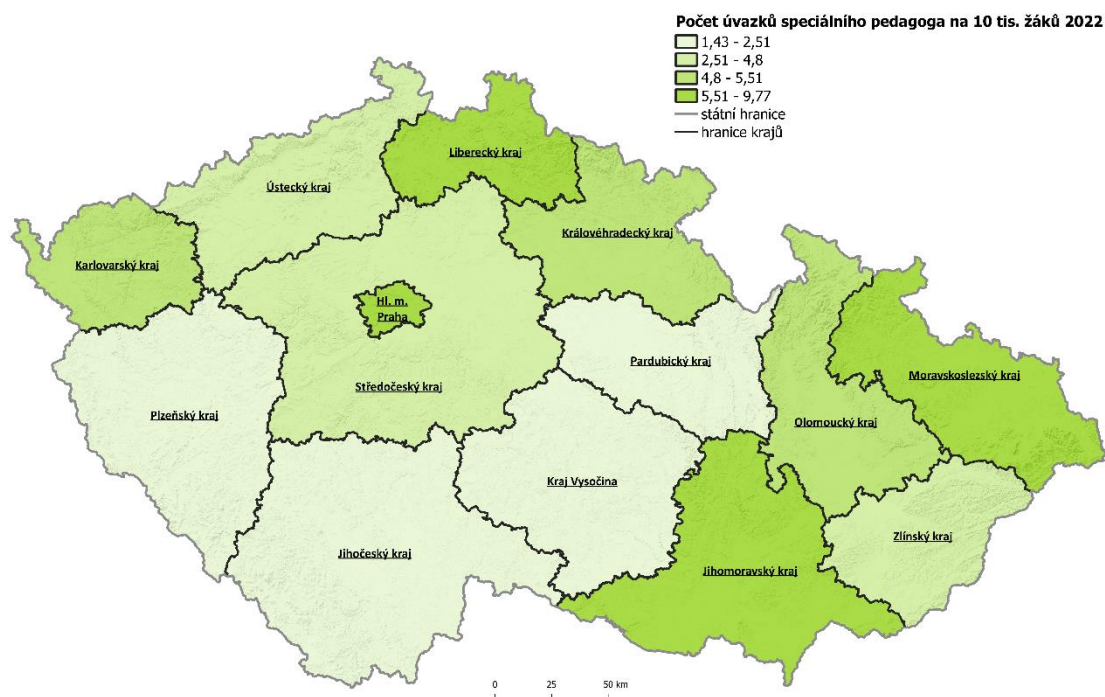 Počet úvazků speciálního pedagoga na 10 tis. žáků 2022
1,43 - 2,51
2,51 - 4,8
4,8 - 5,51
5,51 - 9,77
státní hranice
hranice krajů
Liberecký kraj
Ústecký kraj
Královéhradecký kraj
Karlovarský kraj
Hl. m.
Praha
Pardubický kraj
Moravskoslezský kraj
Středočeský kraj
Plzeňský kraj
Olomoucký kraj
Kraj Vysočina
Zlínský kraj
Jihočeský kraj
Jihomoravský kraj
0 25 50 km